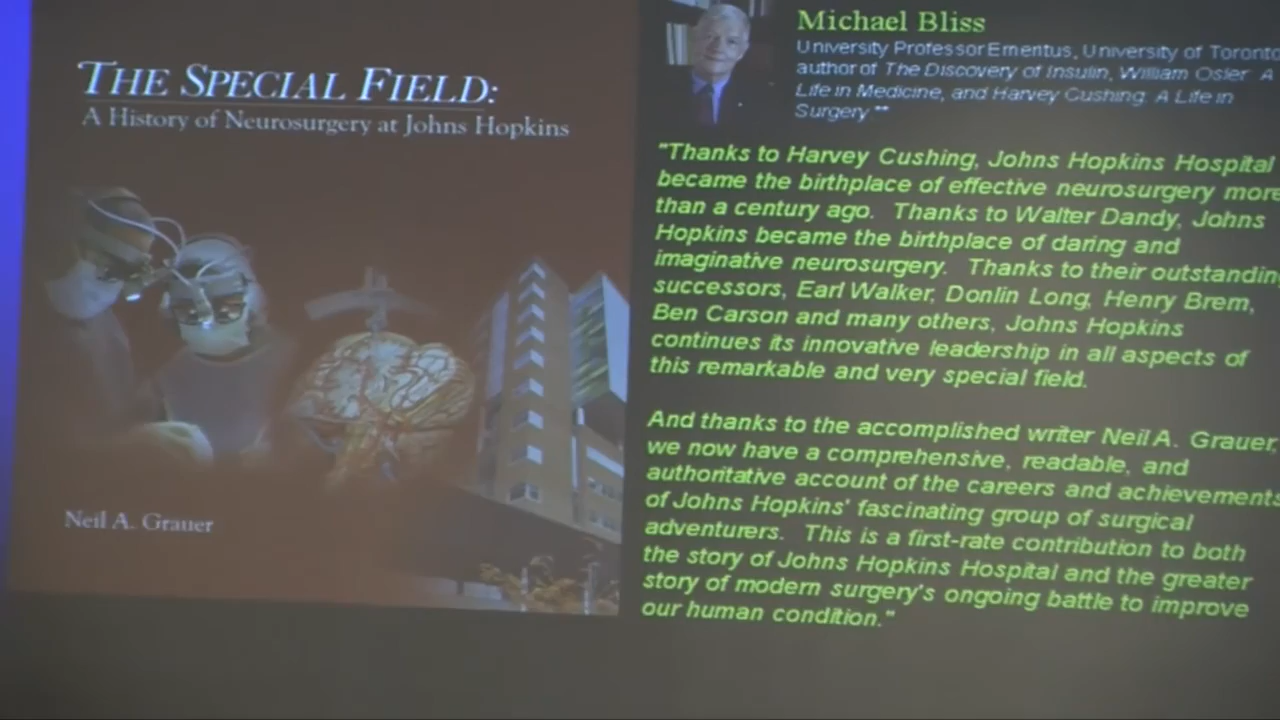 THE SPECIAL FIELD:
A History of Neurosurgery at Johns Hopkins
Neil A. Grauer
Michael Bliss
University Professor Emeritus, University of Toronto
author of The Discovery of Insulin, William Osler: A
Life in Medicine, and Harvey Cushing: A Life in
Surgery **
"Thanks to Harvey Cushing, Johns Hopkins Hospital
became the birthplace of effective neurosurgery more
than a century ago. Thanks to Walter Dandy, Johns
Hopkins became the birthplace of daring and
imaginative neurosurgery. Thanks to their outstandin
successors, Earl Walker, Donlin Long, Henry Brem,
Ben Carson and many others, Johns Hopkins
continues its innovative leadership in all aspects of
this remarkable and very special field.
And thanks to the accomplished writer Neil A. Grauer,
we now have a comprehensive, readable, and
authoritative account of the careers and achievements
of Johns Hopkins' fascinating group of surgical
adventurers. This is a first-rate contribution to both
the story of Johns Hopkins Hospital and the greater
story of modern surgery's ongoing battle to improve
our human condition."